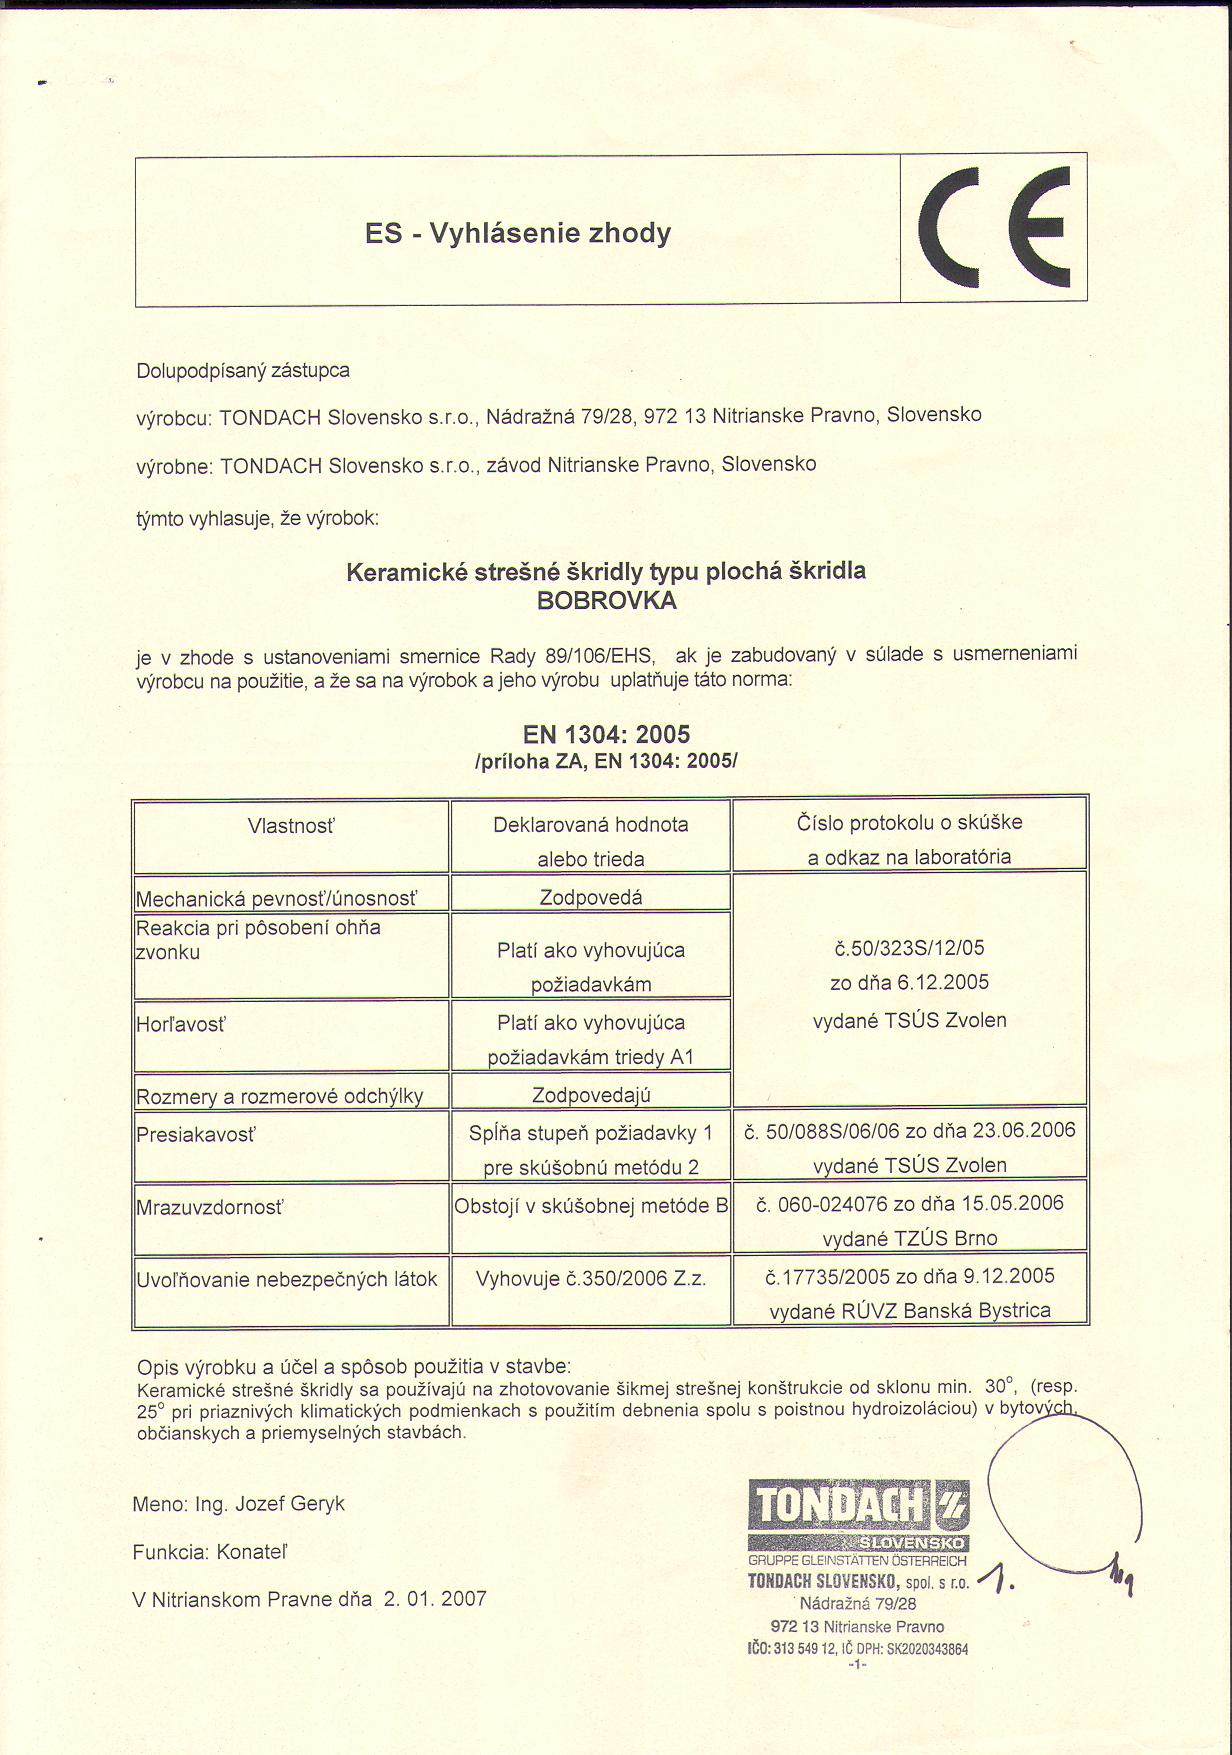 ES - Vyhlásenie zhody
CE
Dolupodpísaný zástupca
výrobcu: TONDACH Slovensko s.r.o., Nádražná 79/28, 972 13 Nitrianske Pravno, Slovensko
výrobne: TONDACH Slovensko s.r.o., závod Nitrianske Pravno, Slovensko
týmto vyhlasuje, že výrobok:
Keramické strešné škridly typu plochá škridla
BOBROVKA
je v zhode s ustanoveniami smernice Rady 89/106/EHS, ak je zabudovaný v súlade s usmerneniami
výrobcu na použitie, a že sa na výrobok a jeho výrobu uplatňuje táto norma:
EN 1304: 2005
/príloha ZA, EN 1304: 2005/
Vlastnosť
Deklarovaná hodnota
alebo trieda
Číslo protokolu o skúške
a odkaz na laboratória
Mechanická pevnosť/únosnosť
Zodpovedá
Reakcia pri pôsobení ohňa
zvonku
Platí ako vyhovujúca
požiadavkám
č.50/323S/12/05
zo dňa 6.12.2005
vydané TSÚS Zvolen
Horľavosť
Platí ako vyhovujúca
požiadavkám triedy A1
Rozmery a rozmerové odchýlky
Zodpovedajú
Presiakavosť
Spĺňa stupeň požiadavky 1
pre skúšobnú metódu 2
č. 50/088S/06/06 zo dňa 23.06.2006
vydané TSÚS Zvolen
Mrazuvzdornosť
Obstojí v skúšobnej metóde B
č. 060-024076 zo dňa 15.05.2006
vydané TZÚS Brno
Uvoľňovanie nebezpečných látok
Vyhovuje č.350/2006 Z.z.
č.17735/2005 zo dňa 9.12.2005
vydané RÚVZ Banská Bystrica
Opis výrobku a účel a spôsob použitia v stavbe:
Keramické strešné škridly sa používajú na zhotovovanie šikmej strešnej konštrukcie od sklonu min. 30°, (resp.
25° pri priaznivých klimatických podmienkach s použitím debnenia spolu s poistnou hydroizoláciou) v bytových,
občianskych a priemyselných stavbách.
Meno: Ing. Jozef Geryk
Funkcia: Konateľ
V Nitrianskom Pravne dňa 2. 01. 2007
TONDACH
SLOVENSKO
GRUPPE GLEINSTÄTTEN ÖSTERREICH
TONDACH SLOVENSKO, spol. s r.o.
Nádražná 79/28
972 13 Nitrianske Pravno
IČO: 313 549 12, IČ DPH: SK2020343864
-1-
1.